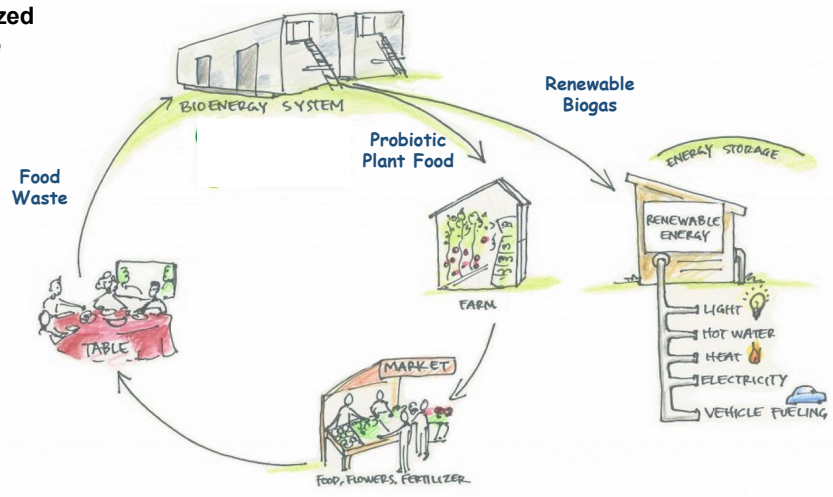 BIOENERGY SYSTEM
Renewable
Biogas
Probiotic
Plant Food
ENERGY STORAGE
Food
Waste
RENEWABLE
ENERGY
FARM
LIGHT
HOT WATER
HEAT
ELECTRICITY
VEHICLE FUELING
TABLE
MARKET
FOOD, FLOWERS, FERTILIZER